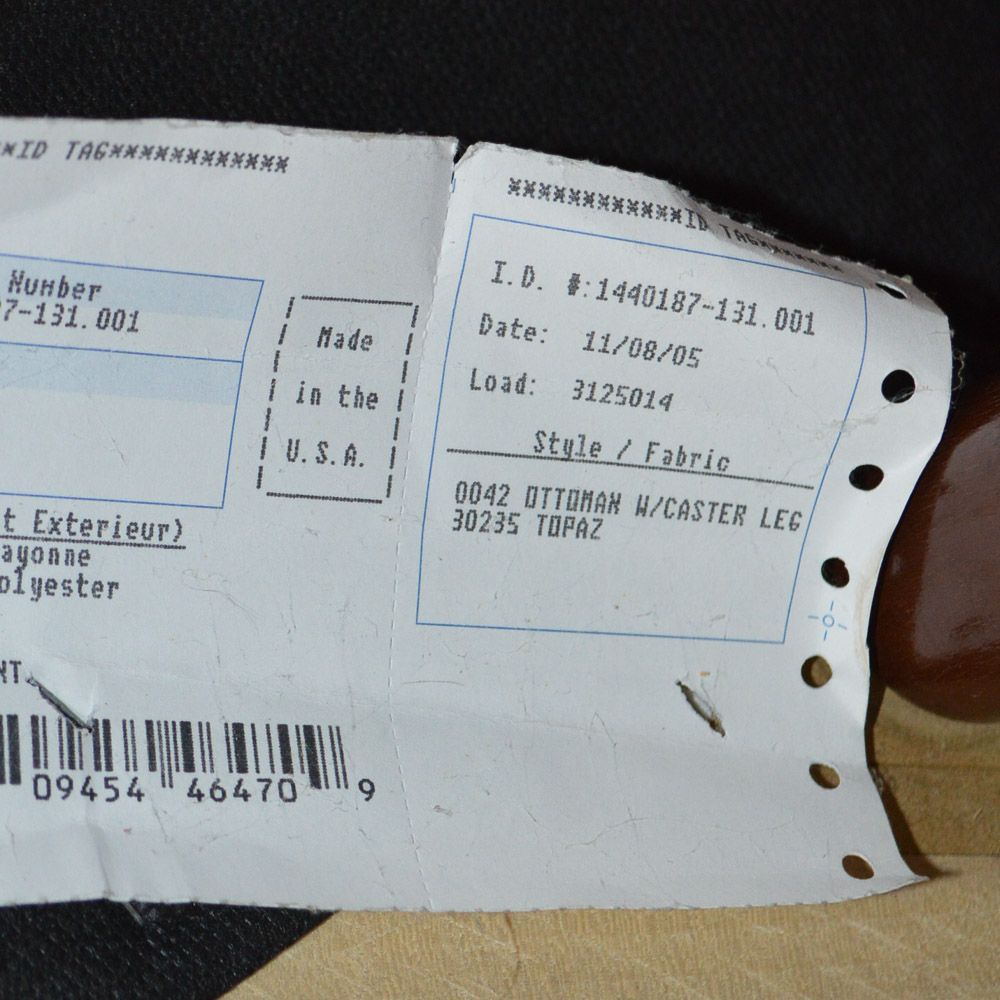 *ID TAG************
Number
7-131.001
Made
in the
U.S.A.
t Exterieur)
ayonne
olyester
NT
09454 46470 9
************ID TAG********
I.D. #:1440187-131.001
Date: 11/08/05
Load: 3125014
Style / Fabric
0042 OTTOMAN W/CASTER LEG
30235 TOPAZ